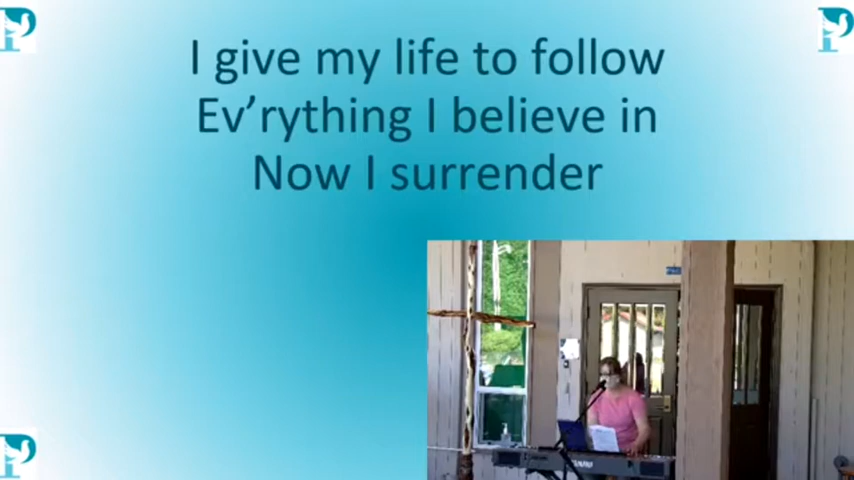 I give my life to follow
Ev’rything I believe in
Now I surrender